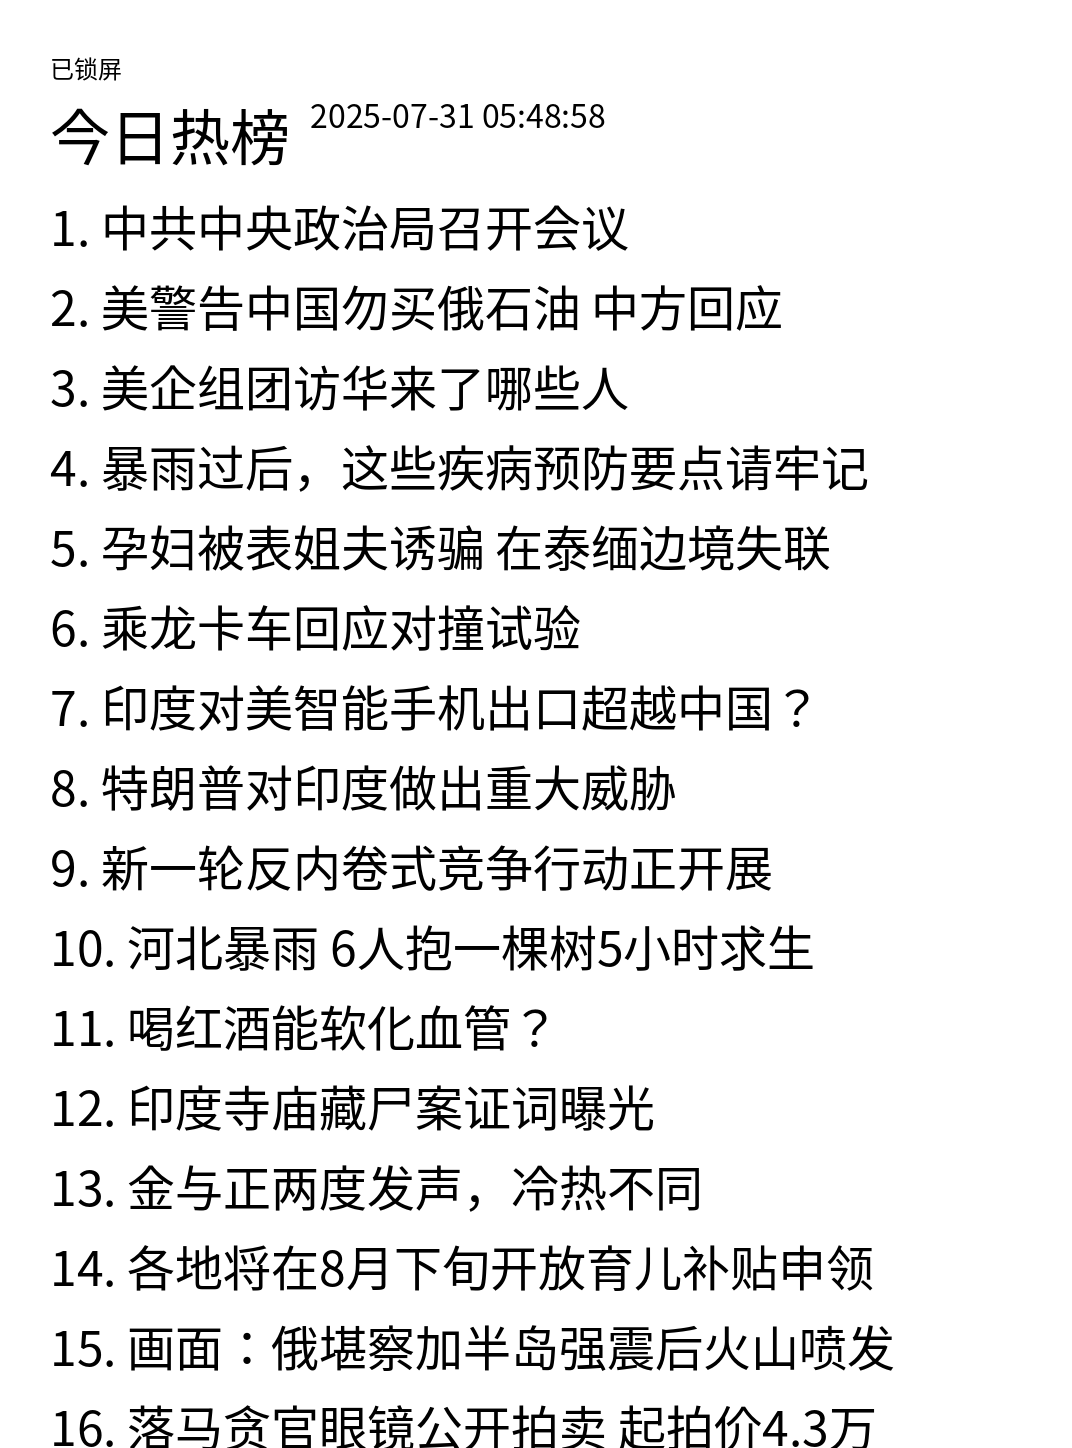 已锁屏
今日热榜 2025-07-31 05:48:58
1. 中共中央政治局召开会议
2. 美警告中国勿买俄石油 中方回应
3. 美企组团访华来了哪些人
4. 暴雨过后，这些疾病预防要点请牢记
5. 孕妇被表姐夫诱骗 在泰缅边境失联
6. 乘龙卡车回应对撞试验
7. 印度对美智能手机出口超越中国？
8. 特朗普对印度做出重大威胁
9. 新一轮反内卷式竞争行动正开展
10. 河北暴雨 6人抱一棵树5小时求生
11. 喝红酒能软化血管？
12. 印度寺庙藏尸案证词曝光
13. 金与正两度发声，冷热不同
14. 各地将在8月下旬开放育儿补贴申领
15. 画面：俄堪察加半岛强震后火山喷发
16. 落马贪官眼镜公开拍卖 起拍价4.3万